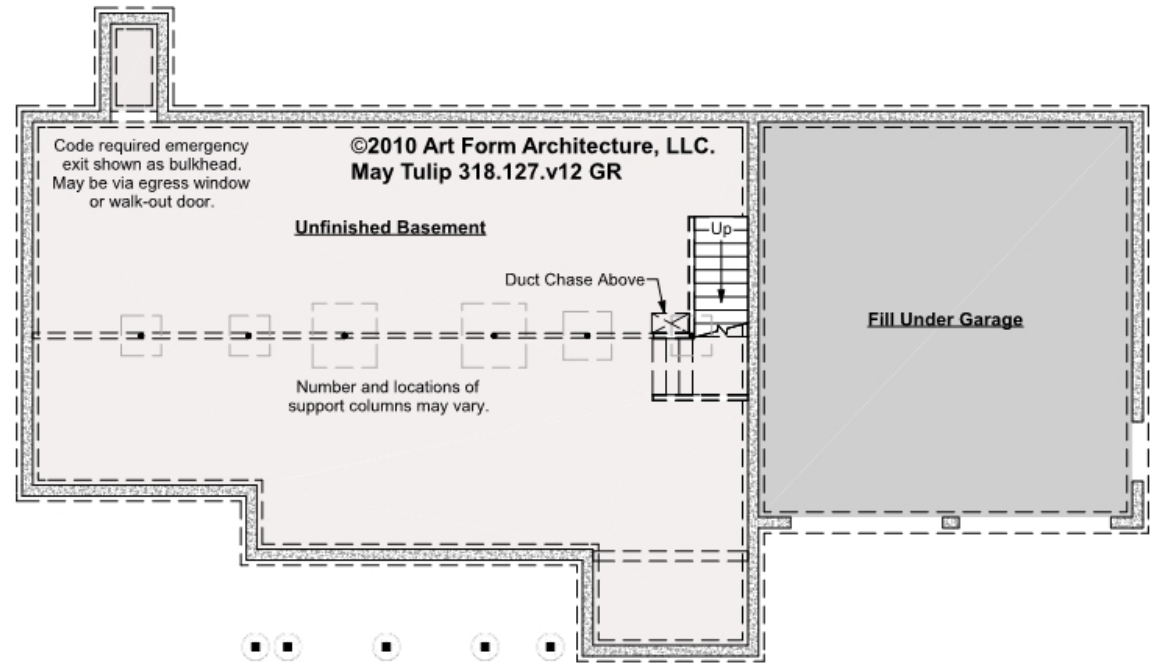 Code required emergency
exit shown as bulkhead.
May be via egress window
or walk-out door.
©2010 Art Form Architecture, LLC.
May Tulip 318.127.v12 GR
Unfinished Basement
Up
Duct Chase Above
Fill Under Garage
Number and locations of
support columns may vary.